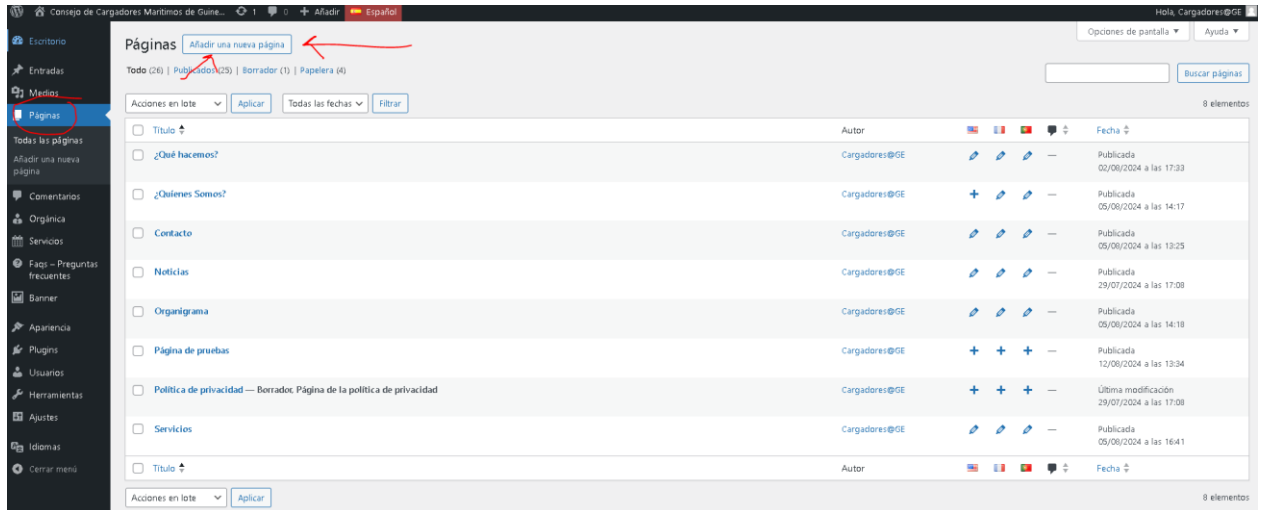 Consejo de Cargadores Marítimos de Guine... 1 0 Añadir Español Hola, Cargadores@GE
Opciones de pantalla Ayuda
Escritorio
Entradas
Medios
Páginas
Todas las páginas
Añadir una nueva
página
Comentarios
Orgánica
Servicios
Faqs – Preguntas
frecuentes
Banner
Apariencia
Plugins
Usuarios
Herramientas
Ajustes
Idiomas
Cerrar menú
Páginas Añadir una nueva página
Todo (26) | Publicados (25) | Borrador (1) | Papelera (4)
Buscar páginas
Acciones en lote Aplicar Todas las fechas Filtrar 8 elementos
Título Autor Fecha
¿Qué hacemos? Cargadores@GE — Publicada
02/08/2024 a las 17:33
¿Quienes Somos? Cargadores@GE — Publicada
05/08/2024 a las 14:17
Contacto Cargadores@GE — Publicada
05/08/2024 a las 13:25
Noticias Cargadores@GE — Publicada
29/07/2024 a las 17:08
Organigrama Cargadores@GE — Publicada
05/08/2024 a las 14:18
Página de pruebas Cargadores@GE — Publicada
12/08/2024 a las 13:34
Política de privacidad — Borrador, Página de la política de privacidad Cargadores@GE — Última modificación
29/07/2024 a las 17:08
Servicios Cargadores@GE — Publicada
05/08/2024 a las 16:41
Título Autor Fecha
Acciones en lote Aplicar 8 elementos